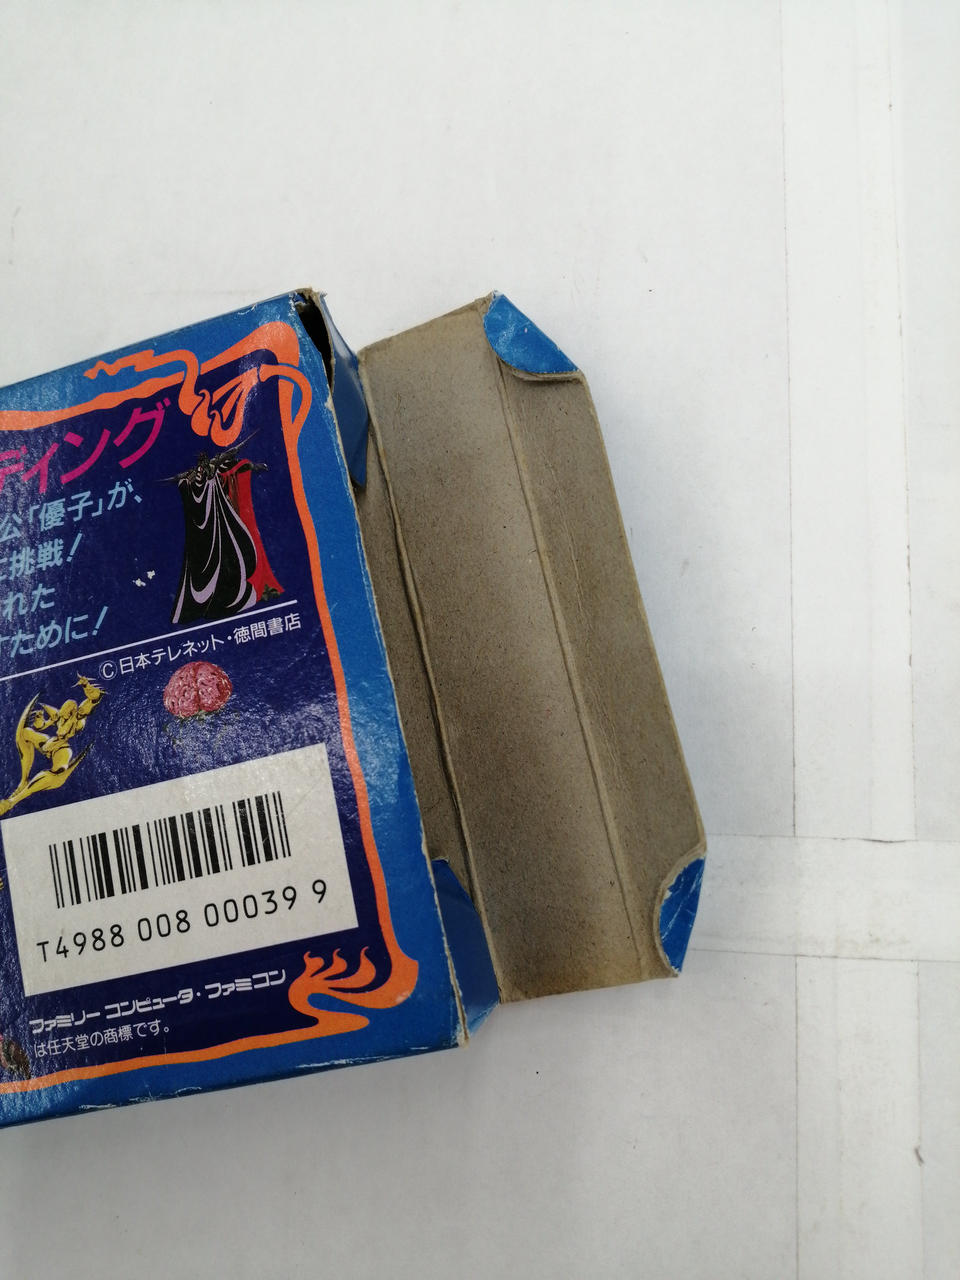 ディング
公「優子」が、
に挑戦!
れた
すために!
©日本テレネット・徳間書店
T4988 008 00039 9
ファミリーコンピュータ・ファミコン
は任天堂の商標です。